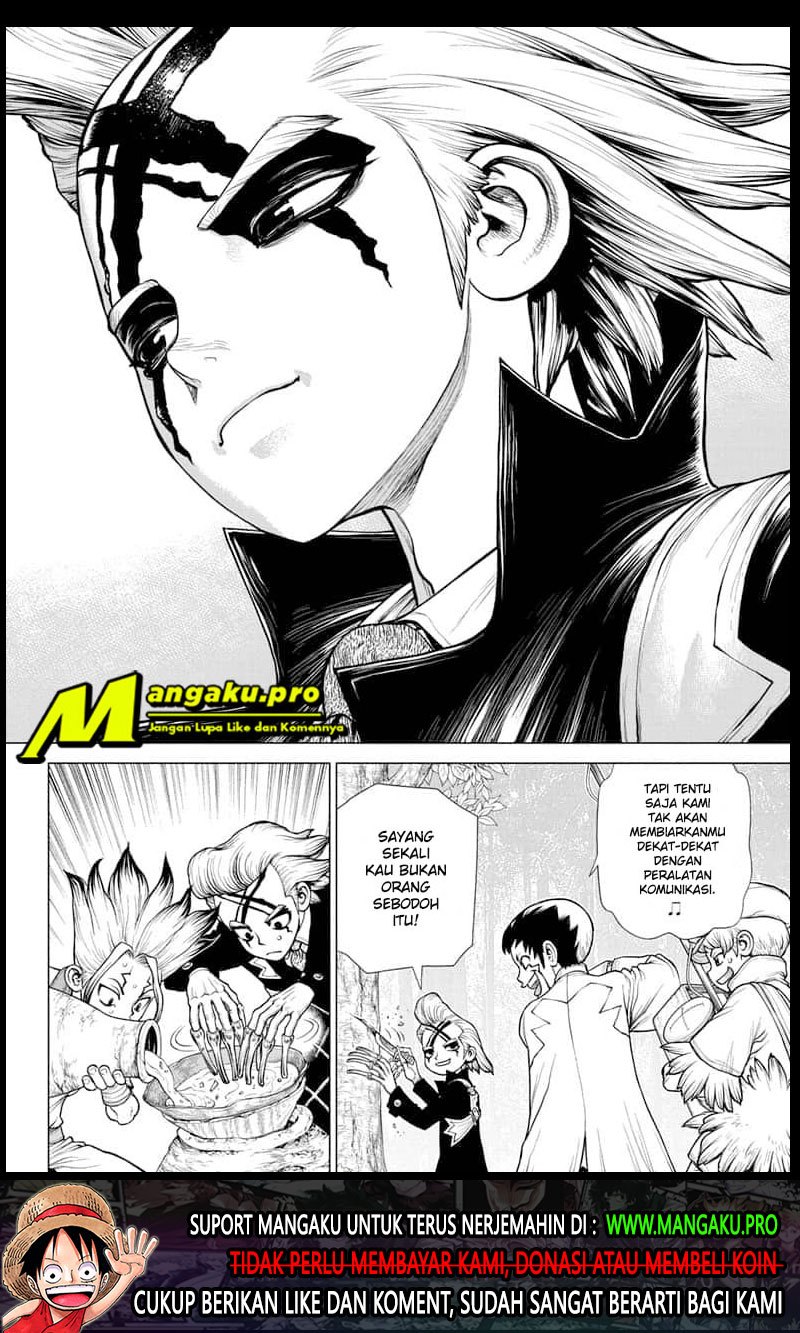 Mangaku.pro
Jangan Lupa Like dan Komennya
TAPI TENTU
SAJA KAMI
TAK AKAN
MEMBIARKANMU
DEKAT-DEKAT
DENGAN
PERALATAN
KOMUNIKASI.
♫
SAYANG
SEKALI
KAU BUKAN
ORANG
SEBODOH
ITU!
SUPORT MANGAKU UNTUK TERUS NERJEMAHIN DI : WWW.MANGAKU.PRO
TIDAK PERLU MEMBAYAR KAMI, DONASI ATAU MEMBELI KOIN
CUKUP BERIKAN LIKE DAN KOMENT, SUDAH SANGAT BERARTI BAGI KAMI